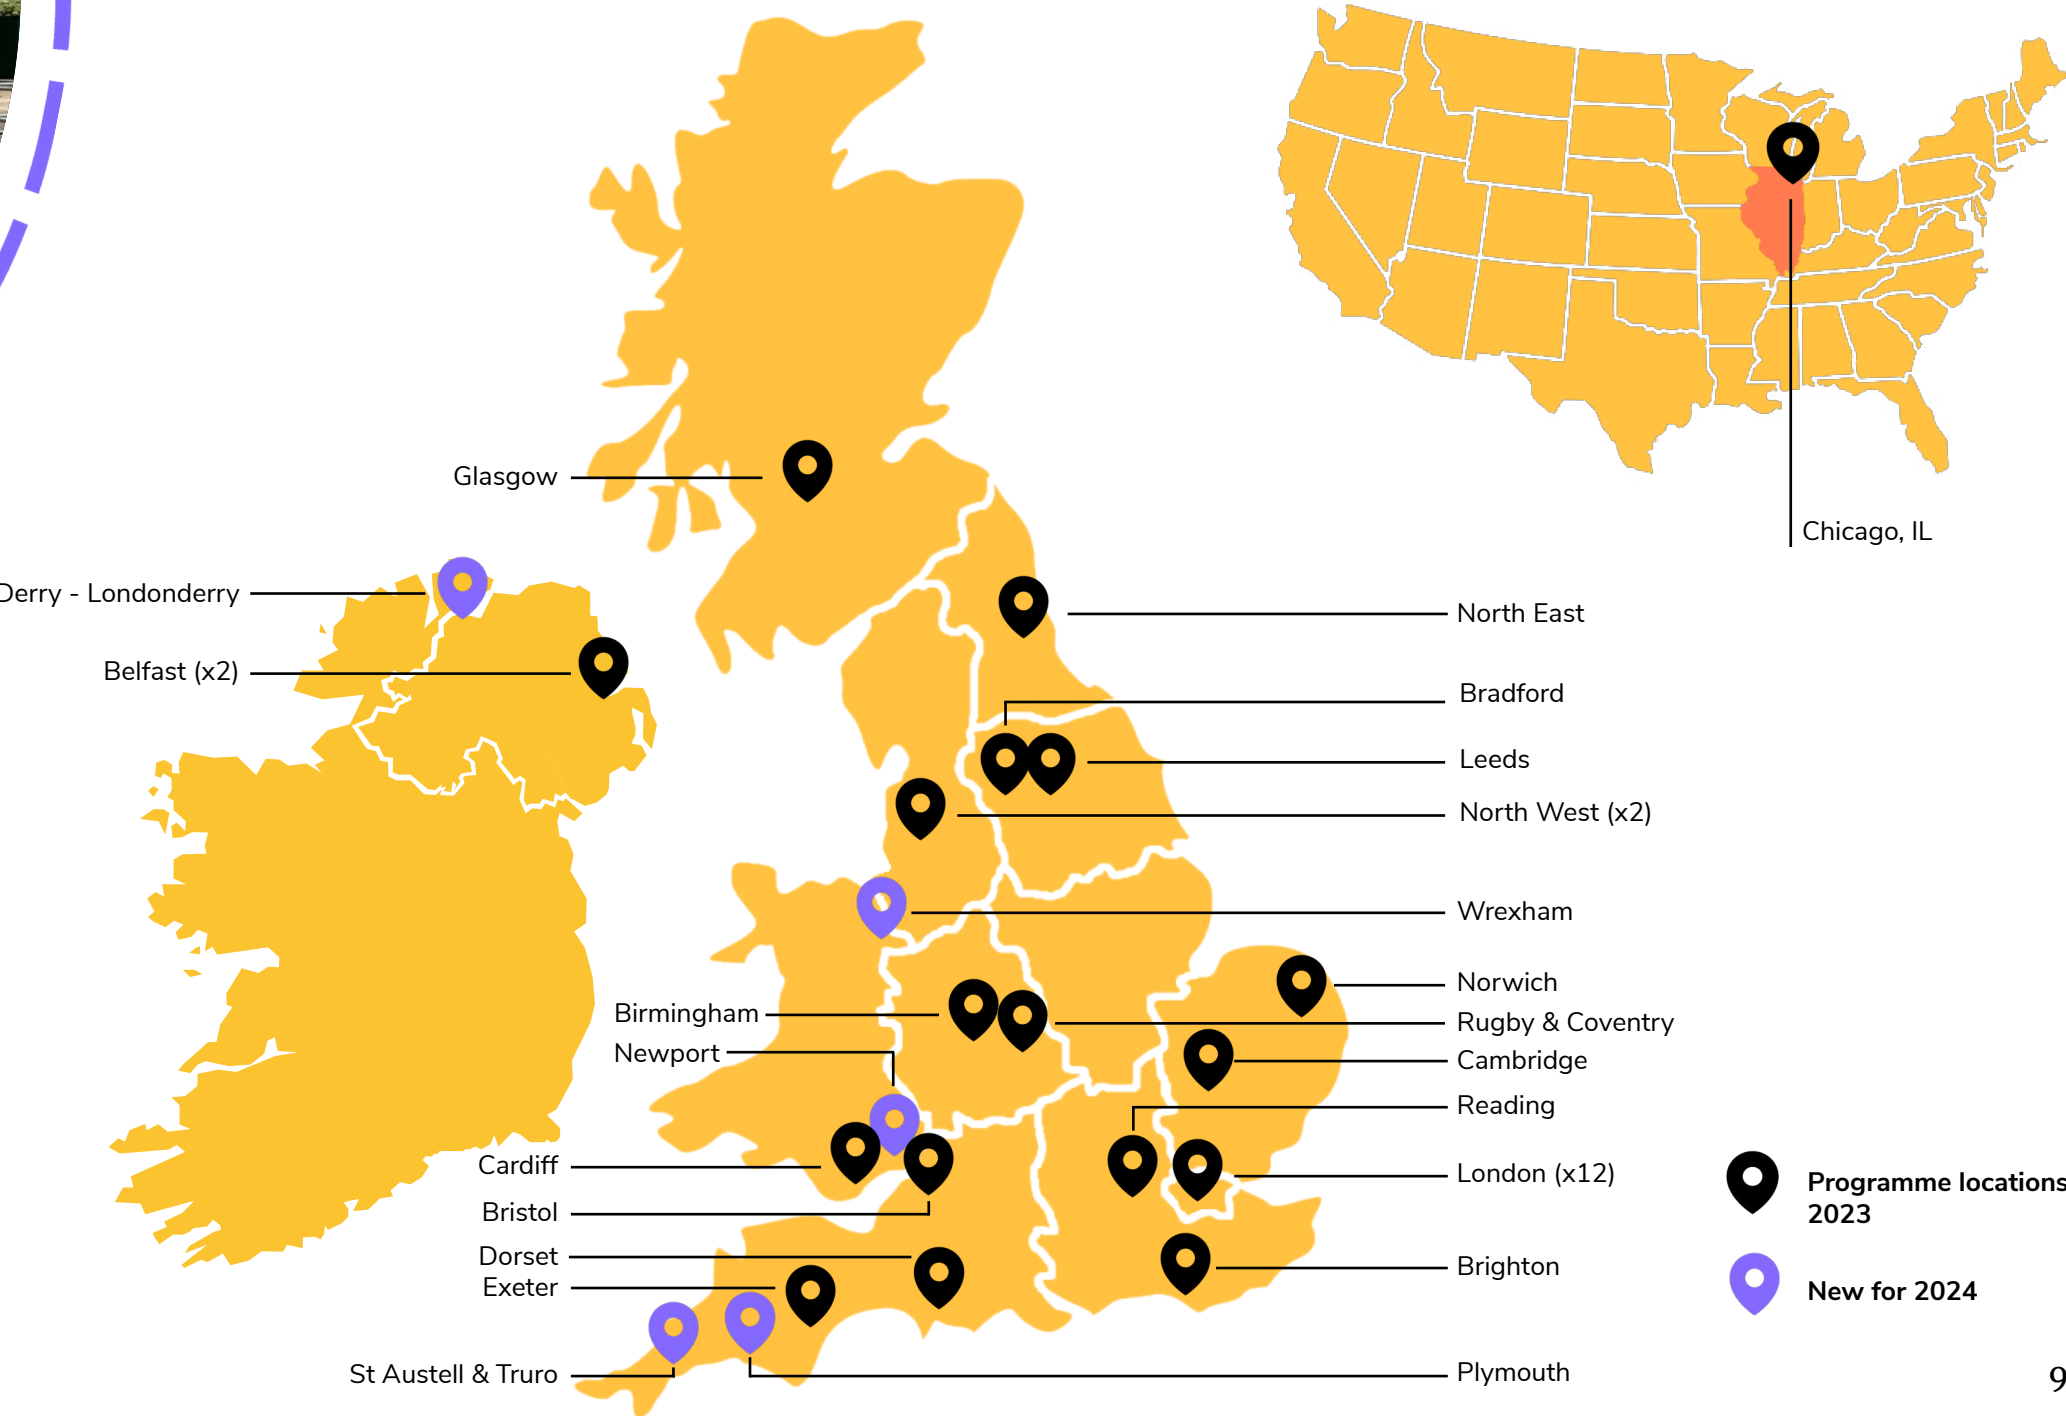 Glasgow
Chicago, IL
Derry - Londonderry
North East
Belfast (x2)
Bradford
Leeds
North West (x2)
Wrexham
Norwich
Birmingham
Rugby & Coventry
Newport
Cambridge
Reading
Cardiff
London (x12)
Programme locations
2023
Bristol
Dorset
Brighton
Exeter
New for 2024
St Austell & Truro
Plymouth
9